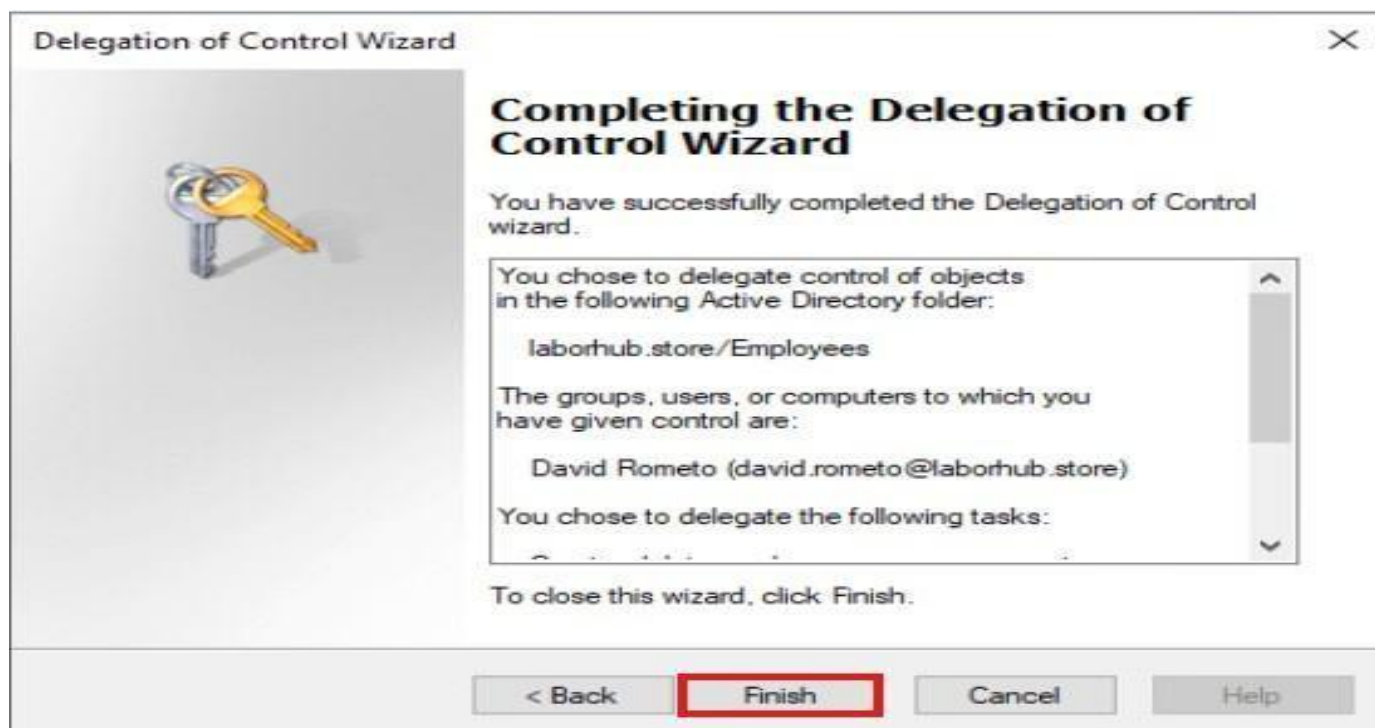 Delegation of Control Wizard
Completing the Delegation of
Control Wizard
You have successfully completed the Delegation of Control
wizard.
You chose to delegate control of objects
in the following Active Directory folder:
laborhub.store/Employees
The groups, users, or computers to which you
have given control are:
David Rometo (david.rometo@laborhub.store)
You chose to delegate the following tasks:
To close this wizard, click Finish.
< Back Finish Cancel Help